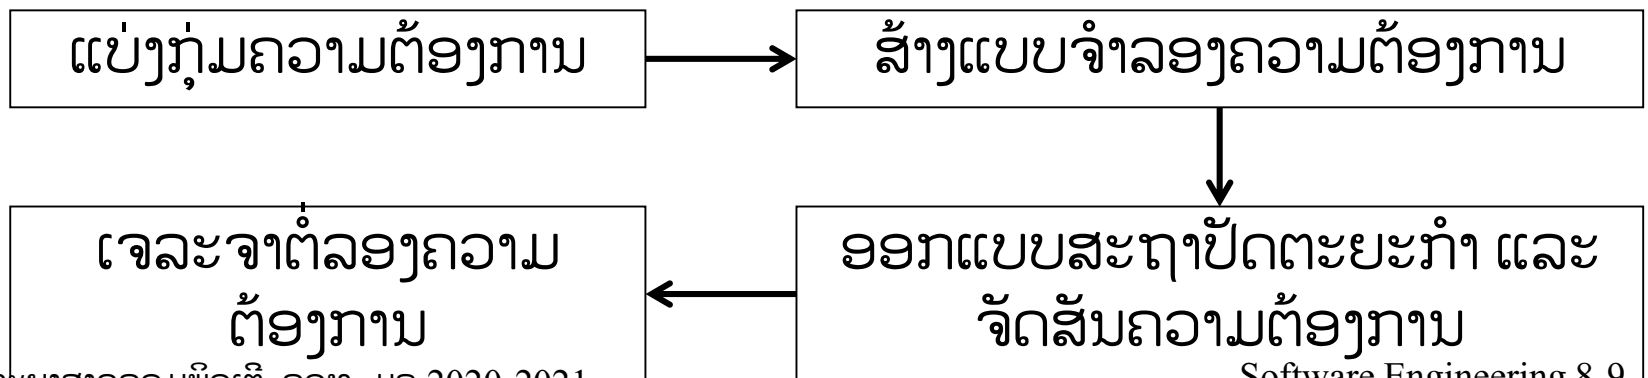 ແບ່ງກຸ່ມຄວາມຕ້ອງການ
ສ້າງແບບຈຳລອງຄວາມຕ້ອງການ
ອອກແບບສະຖາປັດຕະຍະກຳ ແລະ
ຈັດສັນຄວາມຕ້ອງການ
ເຈລະຈາຕໍ່ລອງຄວາມ
ຕ້ອງການ
2020-2021
Software Engineering 8-9